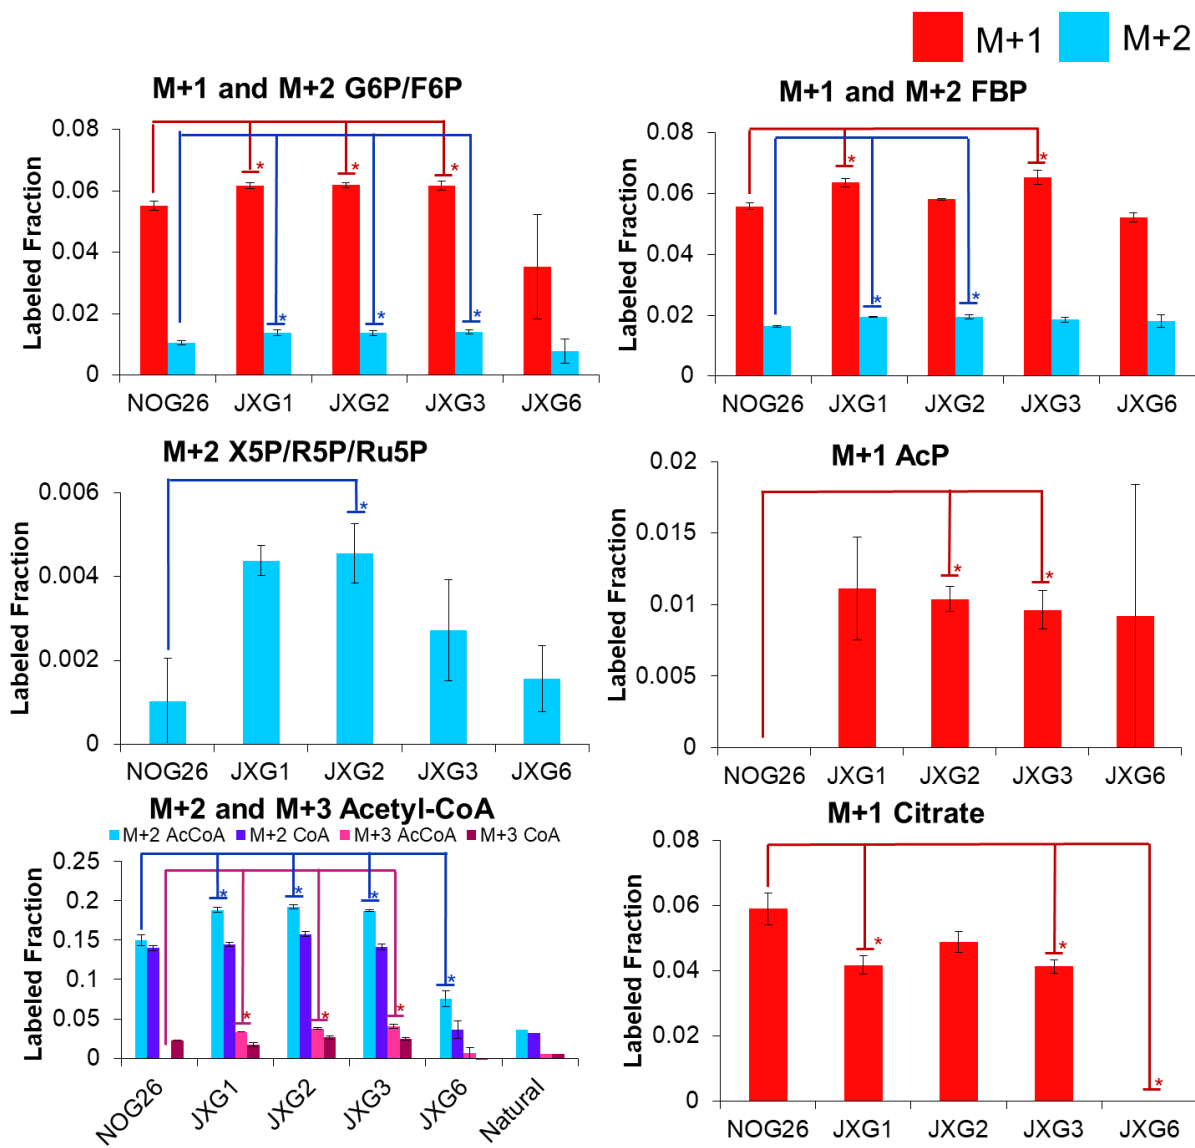 M+1 M+2
M+1 and M+2 G6P/F6P
Labeled Fraction
0.08
0.06
0.04
0.02
0
* * *
* * *
NOG26 JXG1 JXG2 JXG3 JXG6
M+1 and M+2 FBP
Labeled Fraction
0.08
0.06
0.04
0.02
0
* *
* *
NOG26 JXG1 JXG2 JXG3 JXG6
M+2 X5P/R5P/Ru5P
Labeled Fraction
0.006
0.004
0.002
0
*
NOG26 JXG1 JXG2 JXG3 JXG6
M+1 AcP
Labeled Fraction
0.02
0.015
0.01
0.005
0
* *
NOG26 JXG1 JXG2 JXG3 JXG6
M+2 and M+3 Acetyl-CoA
M+2 AcCoA M+2 CoA M+3 AcCoA M+3 CoA
Labeled Fraction
0.25
0.2
0.15
0.1
0.05
0
* * * *
* * *
NOG26 JXG1 JXG2 JXG3 JXG6 Natural
M+1 Citrate
Labeled Fraction
0.08
0.06
0.04
0.02
0
* * *
NOG26 JXG1 JXG2 JXG3 JXG6